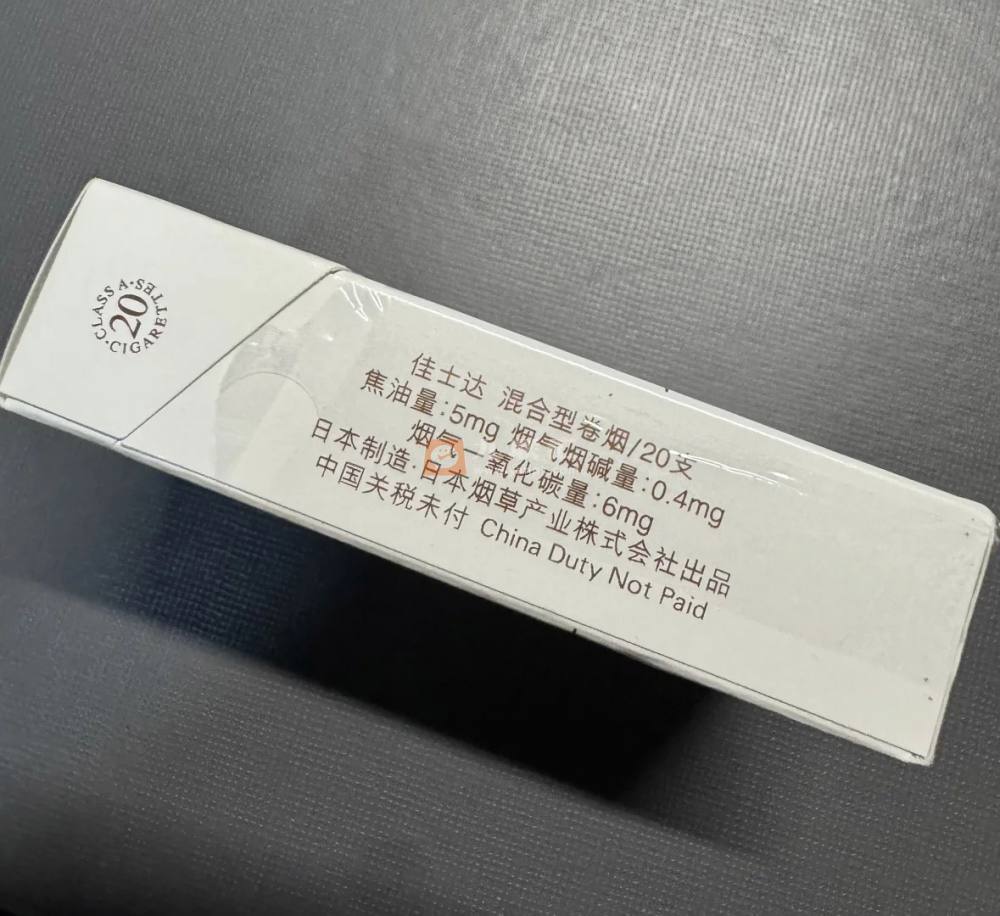 CLASS A · CIGARETTES ·
20
佳士达 混合型卷烟/20支
焦油量:5mg 烟气烟碱量:0.4mg
烟气一氧化碳量:6mg
日本制造.日本烟草产业株式会社出品
中国关税未付 China Duty Not Paid